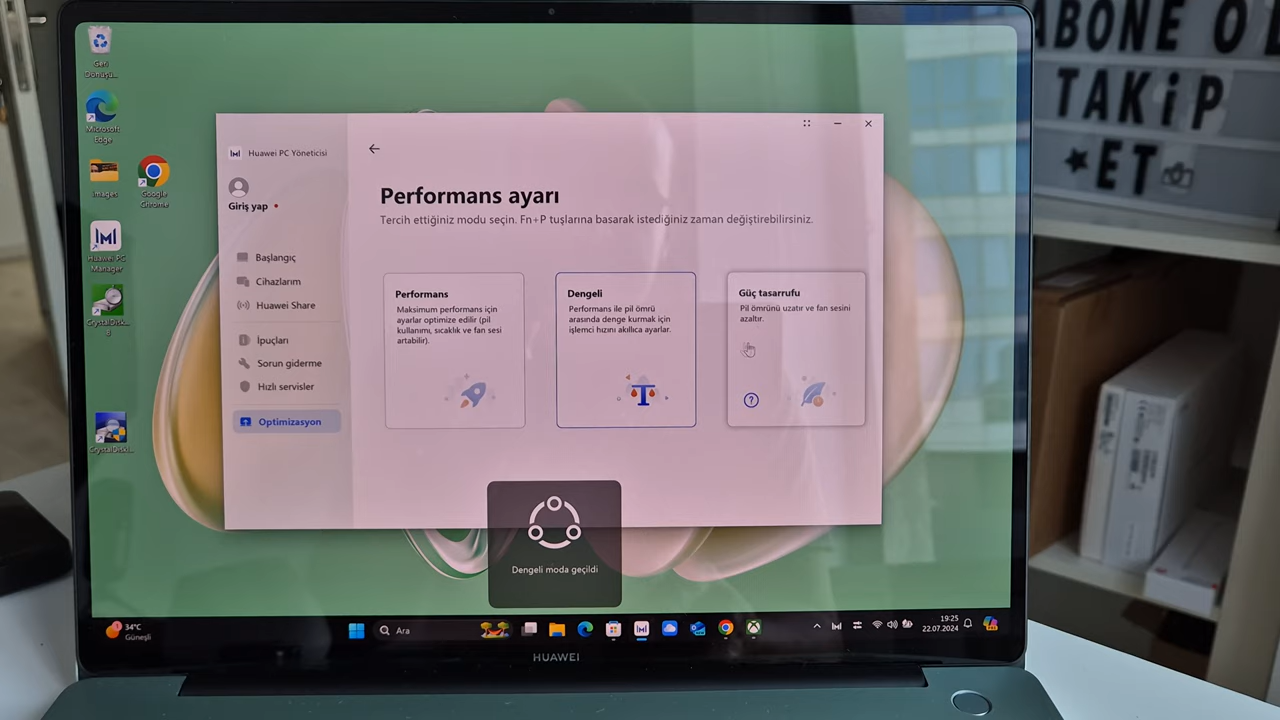 ABONE O
TAKİP
ET
Geri
Dönüşü...
Microsoft
Edge
Images
Google
Chrome
Huawei PC
Manager
CrystalDisk...
CrystalDiskI...
Huawei PC Yöneticisi
Giriş yap
Başlangıç
Cihazlarım
Huawei Share
İpuçları
Sorun giderme
Hızlı servisler
Optimizasyon
Performans ayarı
Tercih ettiğiniz modu seçin. Fn+P tuşlarına basarak istediğiniz zaman değiştirebilirsiniz.
Performans
Maksimum performans için
ayarlar optimize edilir (pil
kullanımı, sıcaklık ve fan sesi
artabilir).
Dengeli
Performans ile pil ömrü
arasında denge kurmak için
işlemci hızını akıllıca ayarlar.
Güç tasarrufu
Pil ömrünü uzatır ve fan sesini
azaltır.
Dengeli moda geçildi
34°C
Güneşli
Ara
19:25
22.07.2024
HUAWEI